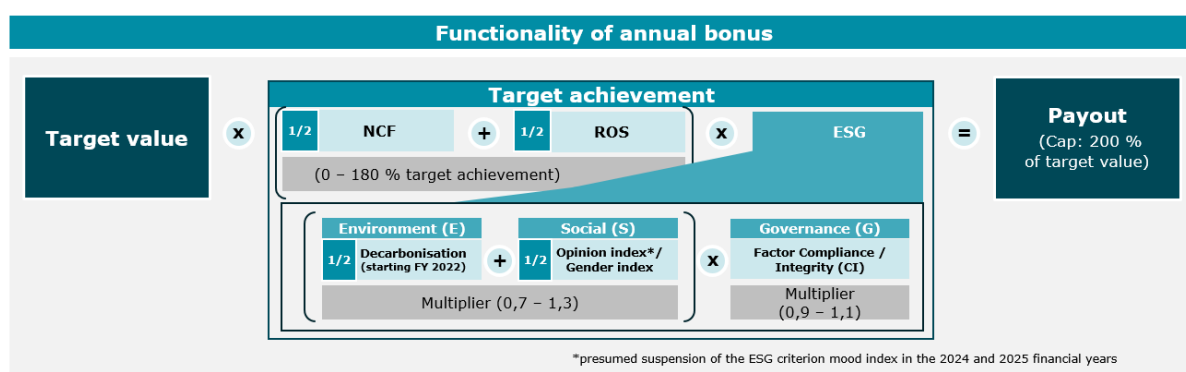 Functionality of annual bonus
Target value
x
Target achievement
1/2 NCF + 1/2 ROS x ESG
(0 – 180 % target achievement)
Environment (E)
1/2 Decarbonisation
(starting FY 2022)
+
Social (S)
1/2 Opinion index*/
Gender index
Multiplier (0,7 – 1,3)
x
Governance (G)
Factor Compliance /
Integrity (CI)
Multiplier
(0,9 – 1,1)
=
Payout
(Cap: 200 %
of target value)
*presumed suspension of the ESG criterion mood index in the 2024 and 2025 financial years